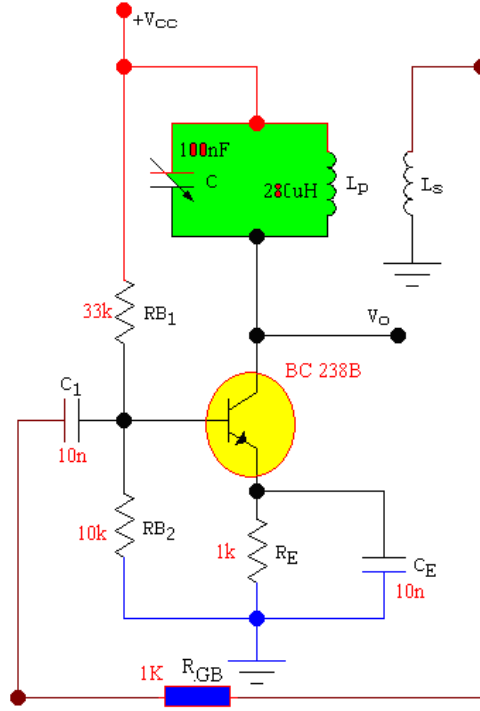 +VCC
100nF
C
280uH
LP
LS
33k
RB1
VO
BC 238B
C1
10n
10k
RB2
1k
RE
CE
10n
1K
R.GB